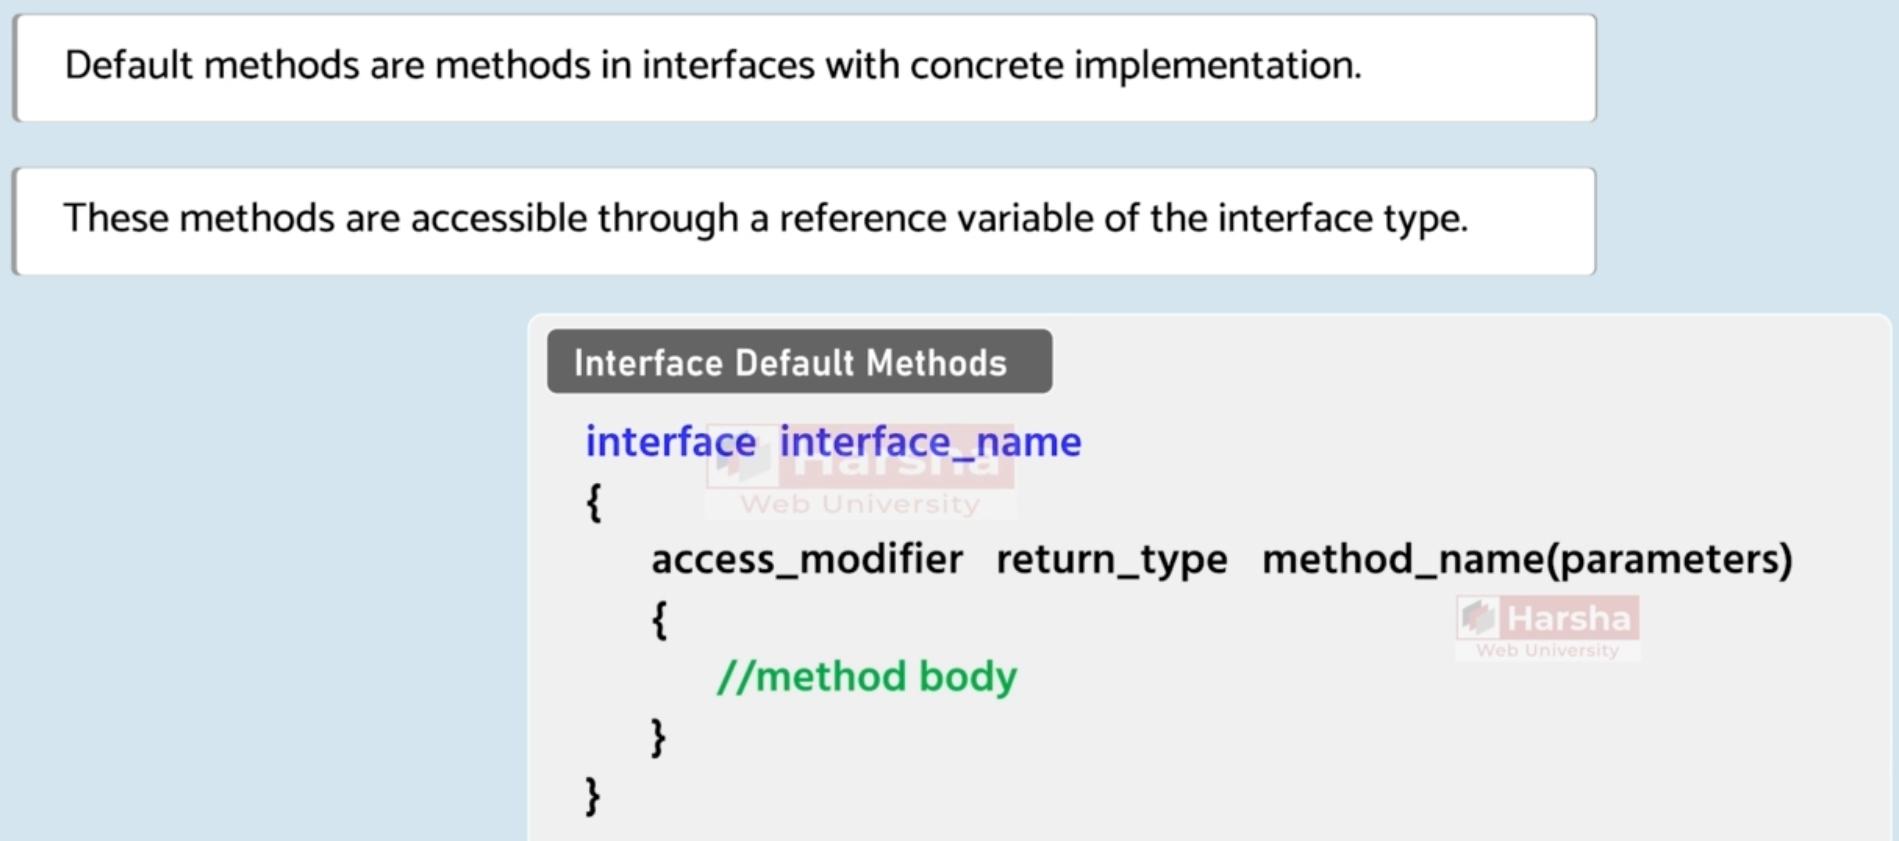 Default methods are methods in interfaces with concrete implementation.
These methods are accessible through a reference variable of the interface type.
Interface Default Methods
interface interface_name
Harsha
Web University
{
access_modifier return_type method_name(parameters)
{
Harsha
Web University
//method body
}
}